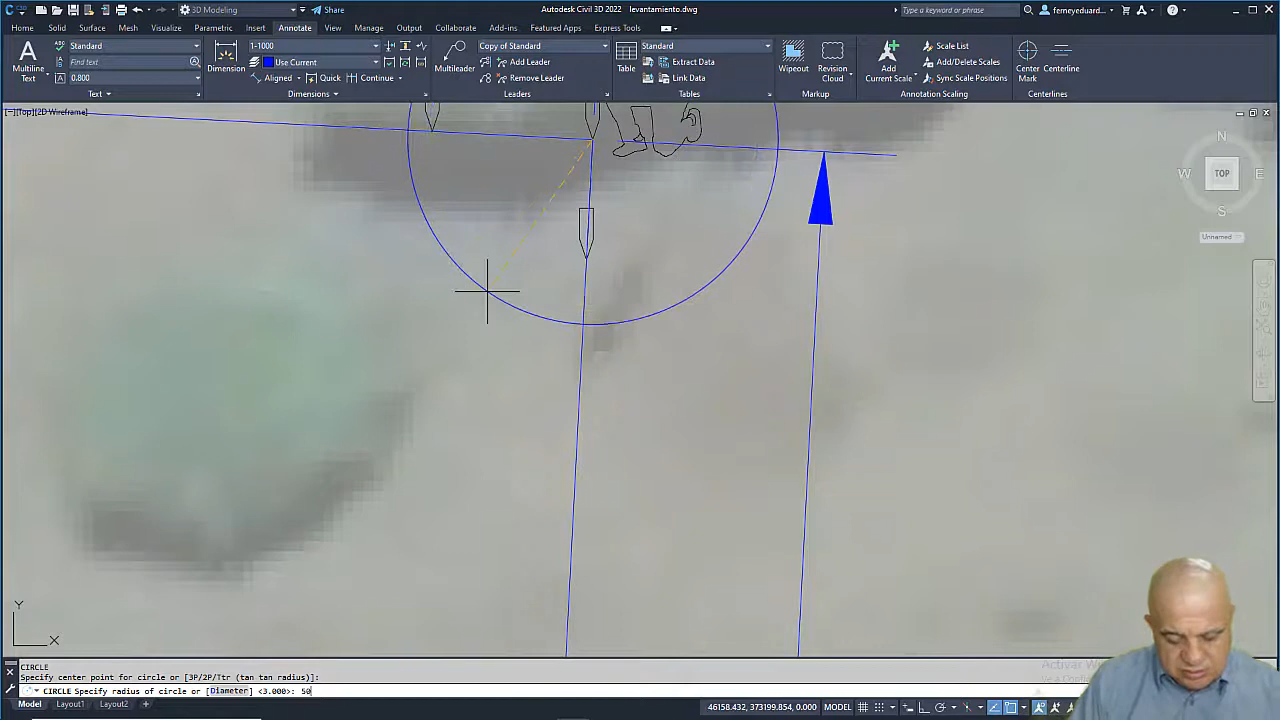 3D Modeling
Share
Autodesk Civil 3D 2022 levantamiento.dwg
Type a keyword or phrase
ferneyeduard...
Home Solid Surface Mesh Visualize Parametric Insert Annotate View Manage Output Collaborate Add-ins Featured Apps Express Tools
Multiline Text
Standard
Find text
0.800
Text
Dimension
1-1000
Use Current
Aligned Quick Continue
Dimensions
Multileader
Copy of Standard
Add Leader
Remove Leader
Leaders
Table
Standard
Extract Data
Link Data
Tables
Wipeout
Revision Cloud
Markup
Add Current Scale
Scale List
Add/Delete Scales
Sync Scale Positions
Annotation Scaling
Center Mark
Centerline
Centerlines
[−][Top][2D Wireframe]
N
W TOP E
S
Unnamed
Y
X
CIRCLE
Specify center point for circle or [3P/2P/Ttr (tan tan radius)]:
CIRCLE Specify radius of circle or [Diameter] <3.000>: 50
Model Layout1 Layout2 +
46158.432, 373199.854, 0.000 MODEL